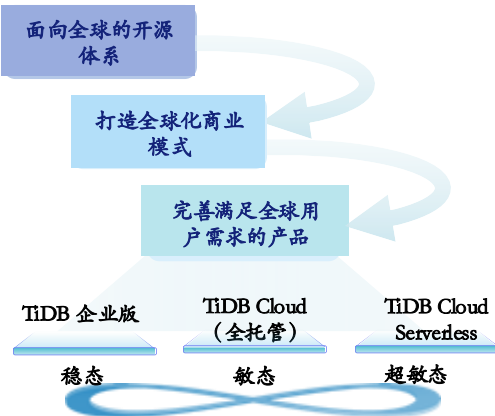 面向全球的开源
体系
打造全球化商业
模式
完善满足全球用
户需求的产品
TiDB 企业版
TiDB Cloud
（全托管）
TiDB Cloud
Serverless
稳态
敏态
超敏态